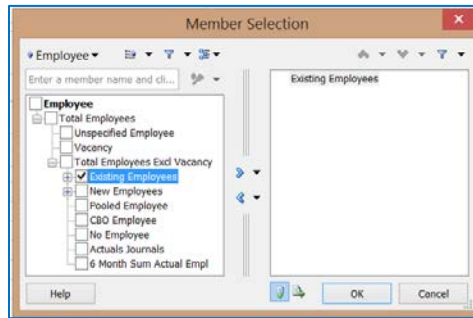 Member Selection
Employee
Enter a member name and cli...
Existing Employees
Employee
Total Employees
Unspecified Employee
Vacancy
Total Employees Excl Vacancy
Existing Employees
New Employees
Pooled Employee
CBO Employee
No Employee
Actuals Journals
6 Month Sum Actual Empl
Help
OK
Cancel